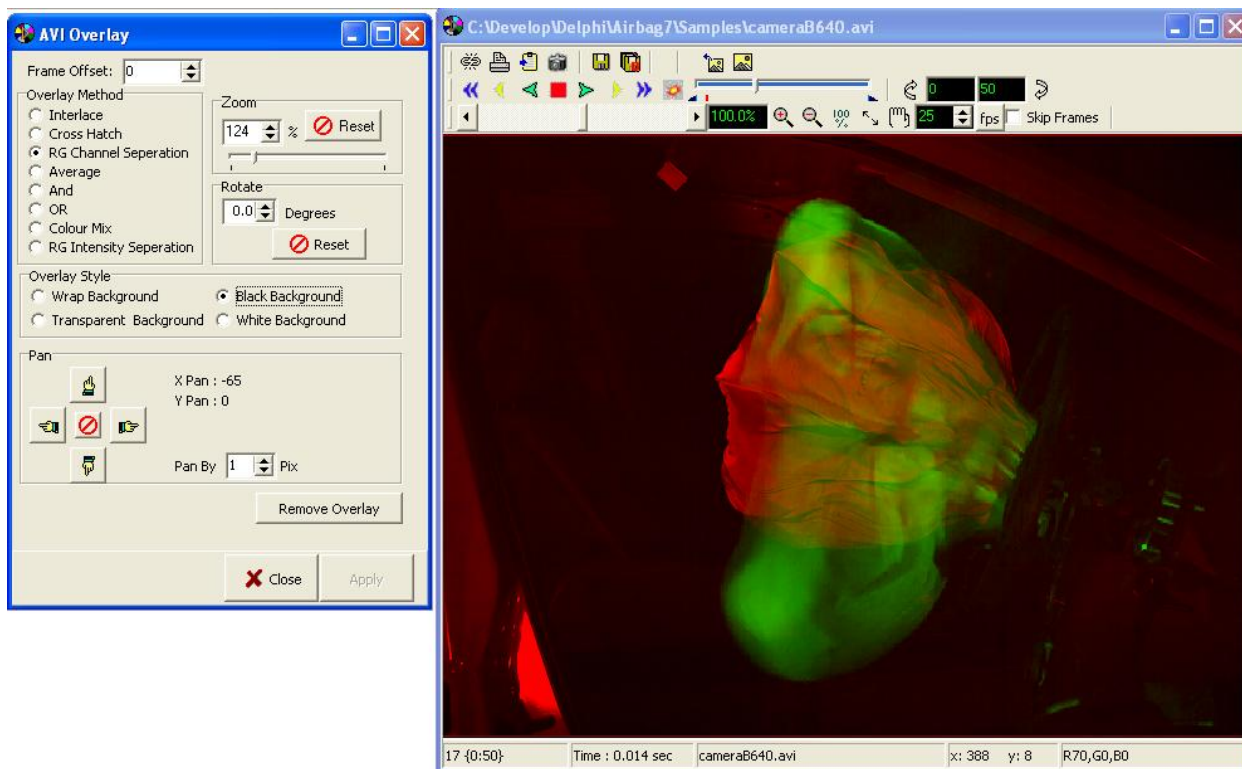 AVI Overlay
Frame Offset: 0
Overlay Method
Interlace
Cross Hatch
RG Channel Seperation
Average
And
OR
Colour Mix
RG Intensity Seperation
Zoom
124 % Reset
Rotate
0.0 Degrees
Reset
Overlay Style
Wrap Background Black Background
Transparent Background White Background
Pan
X Pan : -65
Y Pan : 0
Pan By 1 Pix
Remove Overlay
Close Apply
C:\Develop\Delphi\Airbag7\Samples\cameraB640.avi
0 50
100.0% 100% 25 fps Skip Frames
17 {0:50} Time : 0.014 sec cameraB640.avi x: 388 y: 8 R70,G0,B0